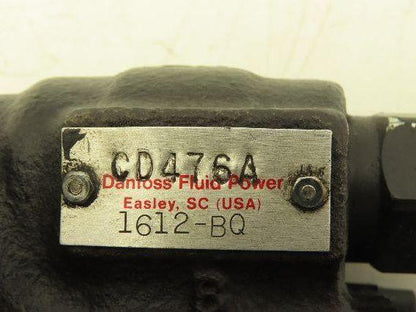 CD476A
Danfoss Fluid Power
Easley, SC (USA)
1612-BQ